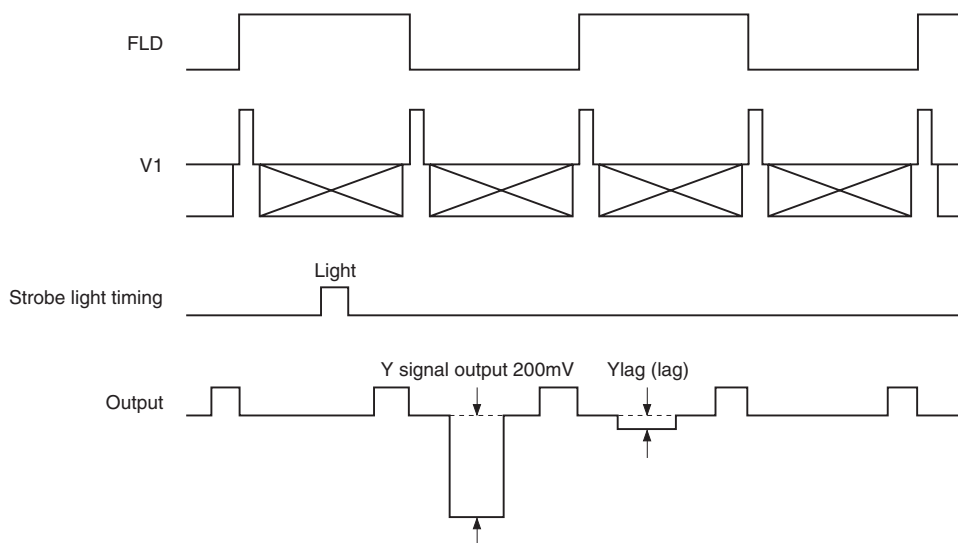 FLD
V1
Light
Strobe light timing
Y signal output 200mV
Ylag (lag)
Output